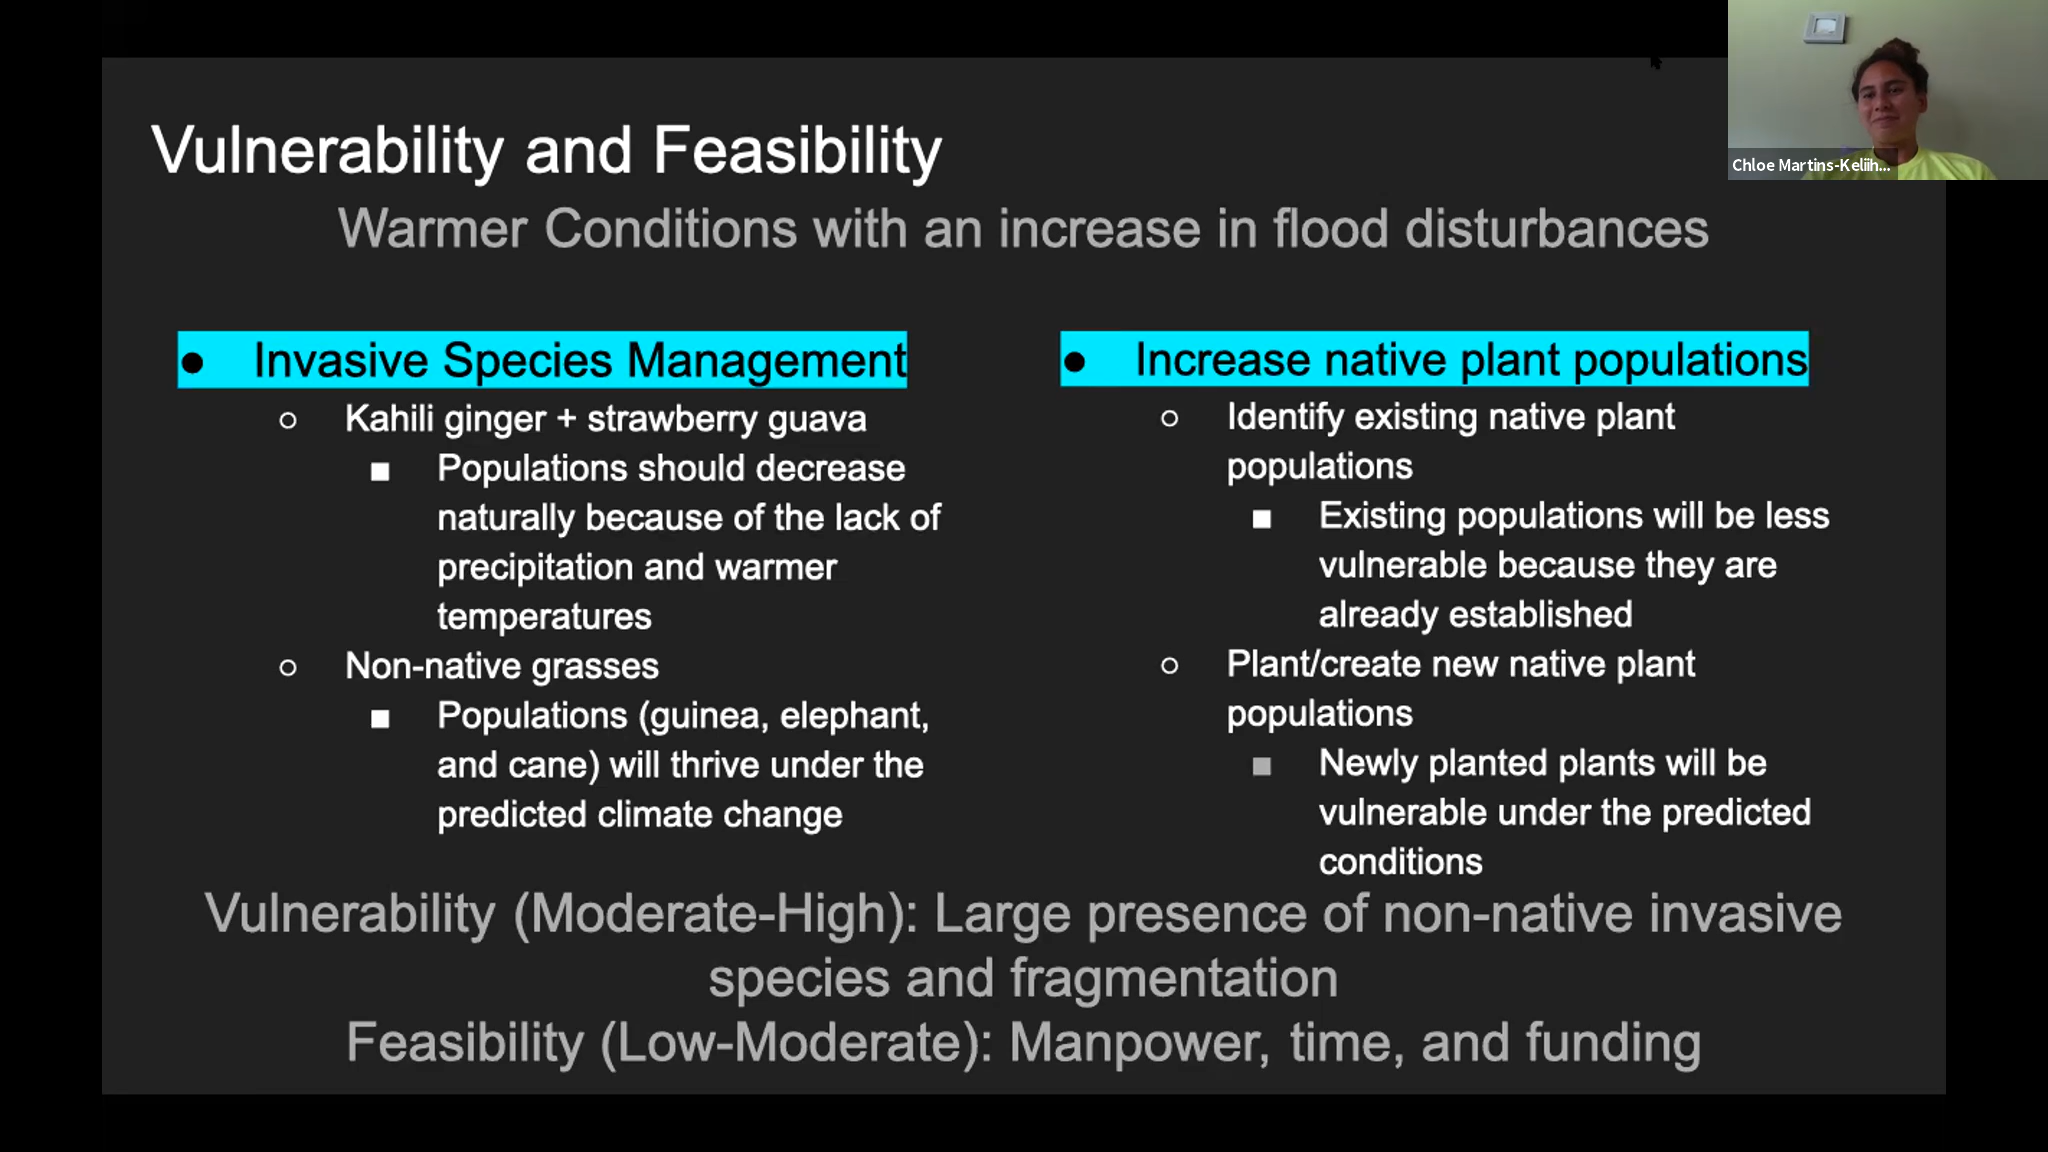 Vulnerability and Feasibility
Chloe Martins-Keliih...
Warmer Conditions with an increase in flood disturbances
● Invasive Species Management
○ Kahili ginger + strawberry guava
■ Populations should decrease
naturally because of the lack of
precipitation and warmer
temperatures
○ Non-native grasses
■ Populations (guinea, elephant,
and cane) will thrive under the
predicted climate change
● Increase native plant populations
○ Identify existing native plant
populations
■ Existing populations will be less
vulnerable because they are
already established
○ Plant/create new native plant
populations
■ Newly planted plants will be
vulnerable under the predicted
conditions
Vulnerability (Moderate-High): Large presence of non-native invasive
species and fragmentation
Feasibility (Low-Moderate): Manpower, time, and funding